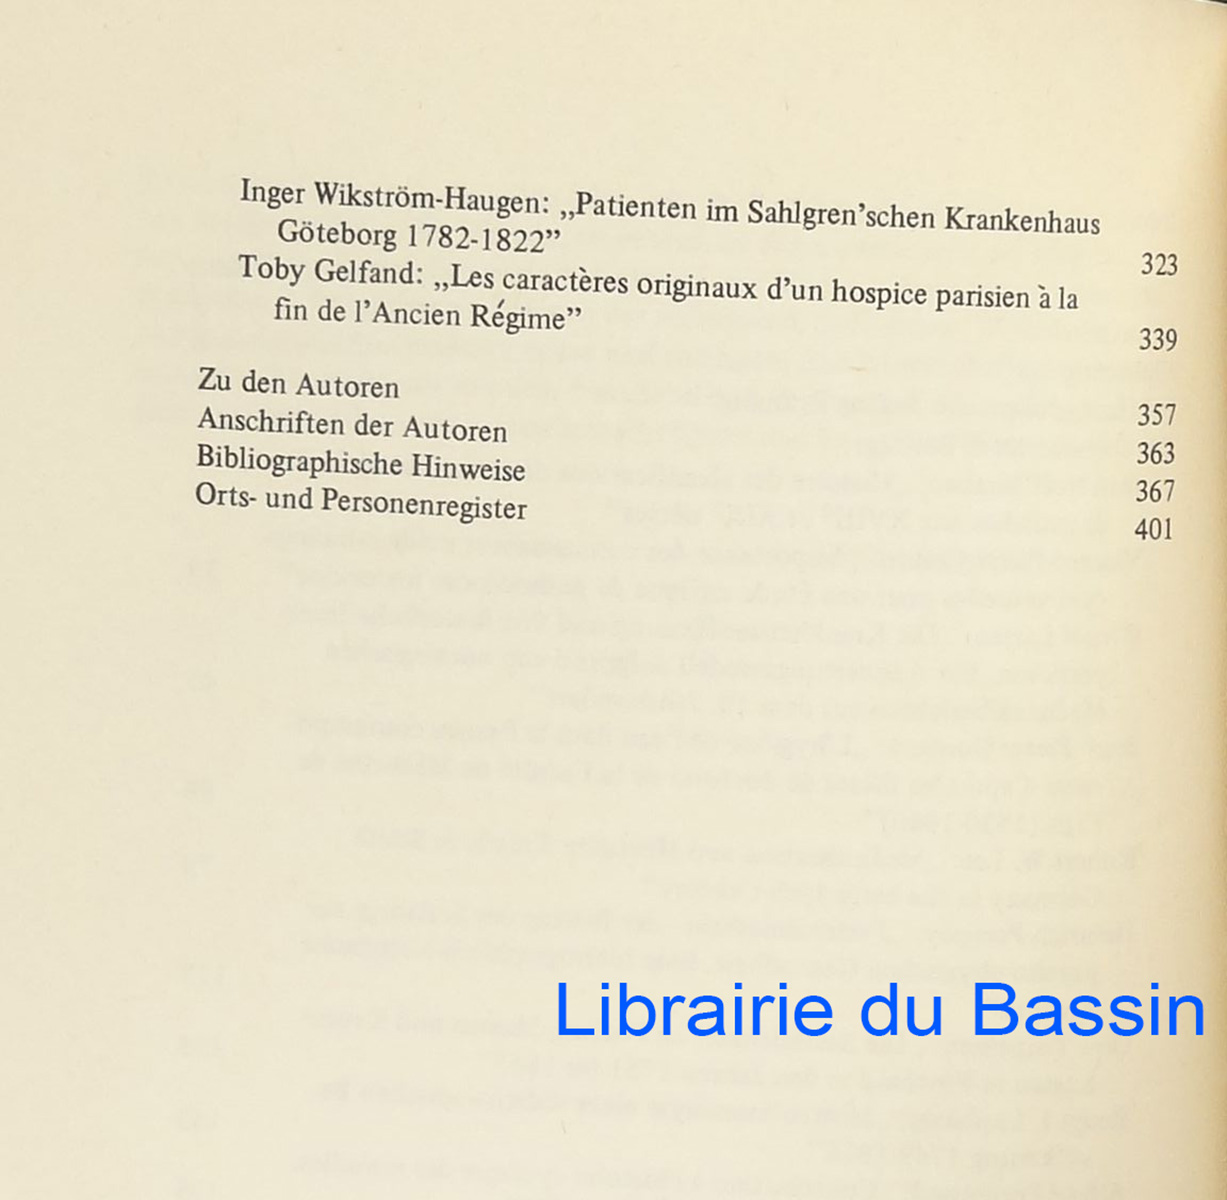 Inger Wikström-Haugen: „Patienten im Sahlgren’schen Krankenhaus
Göteborg 1782-1822” 323
Toby Gelfand: „Les caractères originaux d’un hospice parisien à la
fin de l’Ancien Régime” 339
Zu den Autoren 357
Anschriften der Autoren 363
Bibliographische Hinweise 367
Orts- und Personenregister 401
Librairie du Bassin